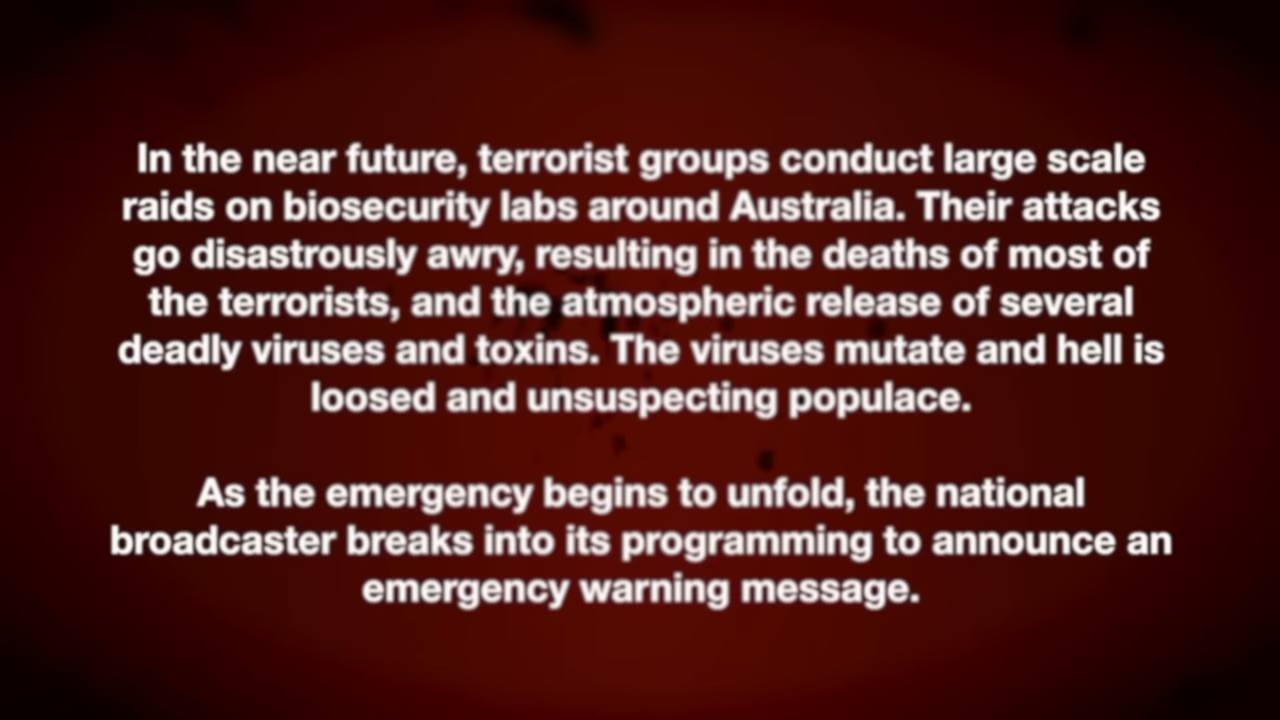 In the near future, terrorist groups conduct large scale
raids on biosecurity labs around Australia. Their attacks
go disastrously awry, resulting in the deaths of most of
the terrorists, and the atmospheric release of several
deadly viruses and toxins. The viruses mutate and hell is
loosed and unsuspecting populace.
As the emergency begins to unfold, the national
broadcaster breaks into its programming to announce an
emergency warning message.